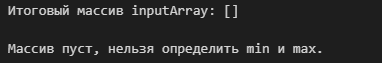 Итоговый массив inputArray: []
Массив пуст, нельзя определить min и max.